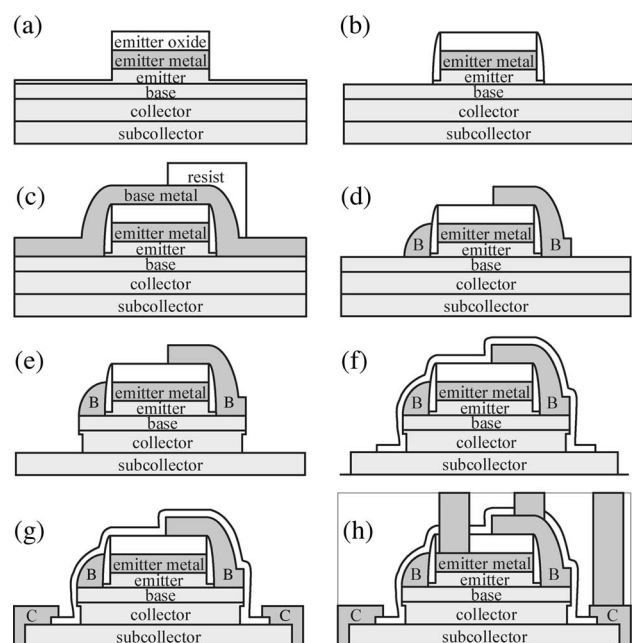 (a)
emitter oxide
emitter metal
emitter
base
collector
subcollector
(b)
emitter metal
emitter
base
collector
subcollector
(c)
resist
base metal
emitter metal
emitter
base
collector
subcollector
(d)
B
emitter metal
B
emitter
base
collector
subcollector
(e)
B
emitter metal
B
emitter
base
collector
subcollector
(f)
B
emitter metal
B
emitter
base
collector
subcollector
(g)
B
emitter metal
B
emitter
base
C
collector
C
subcollector
(h)
B
emitter metal
B
emitter
base
C
collector
C
subcollector